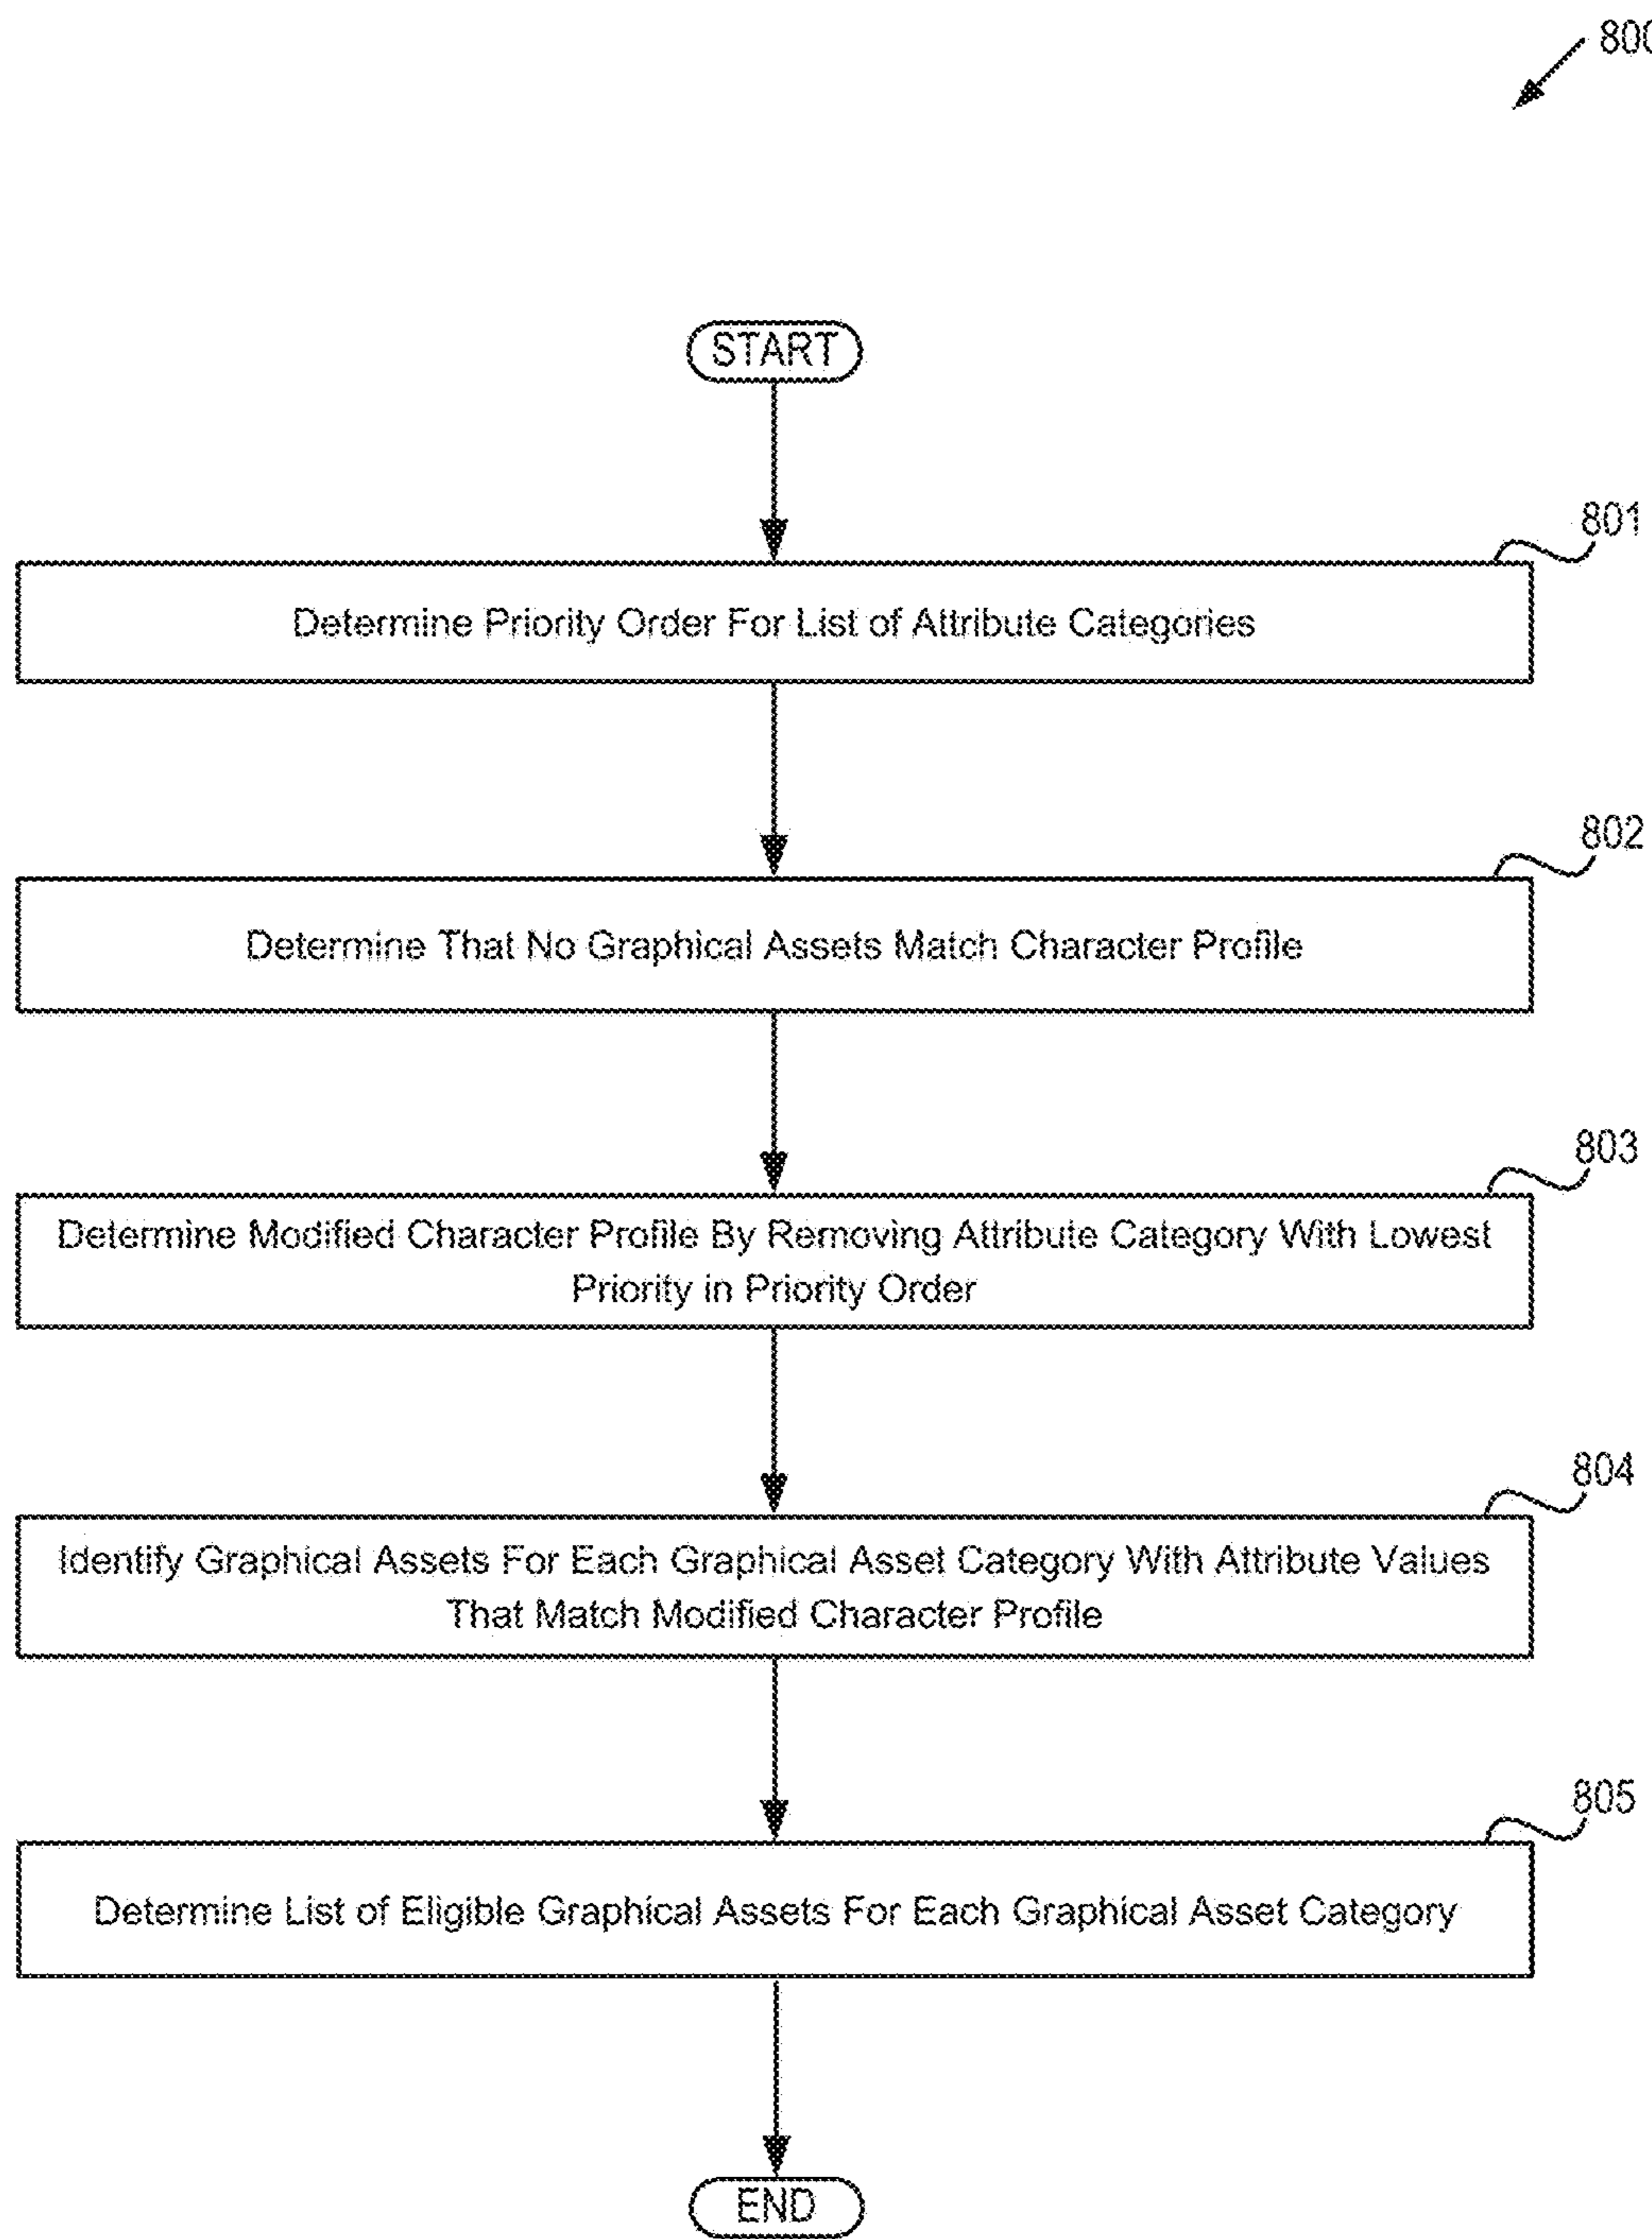 800
START
801
Determine Priority Order For List of Attribute Categories
802
Determine That No Graphical Assets Match Character Profile
803
Determine Modified Character Profile By Removing Attribute Category With Lowest
Priority in Priority Order
804
Identify Graphical Assets For Each Graphical Asset Category With Attribute Values
That Match Modified Character Profile
805
Determine List of Eligible Graphical Assets For Each Graphical Asset Category
END